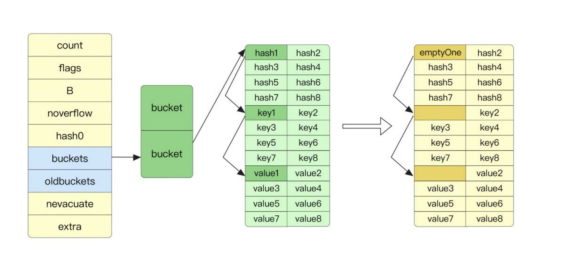 count
flags
B
noverflow
hash0
buckets
oldbuckets
nevacuate
extra
bucket
bucket
hash1 hash2
hash3 hash4
hash5 hash6
hash7 hash8
key1 key2
key3 key4
key5 key6
key7 key8
value1 value2
value3 value4
value5 value6
value7 value8
emptyOne hash2
hash3 hash4
hash5 hash6
hash7 hash8
key2
key3 key4
key5 key6
key7 key8
value2
value3 value4
value5 value6
value7 value8